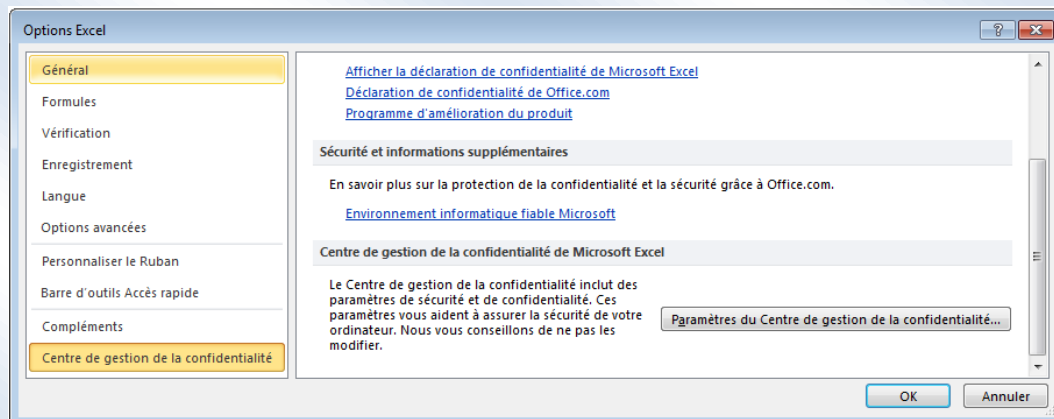 Options Excel
Général
Formules
Vérification
Enregistrement
Langue
Options avancées
Personnaliser le Ruban
Barre d'outils Accès rapide
Compléments
Centre de gestion de la confidentialité
Afficher la déclaration de confidentialité de Microsoft Excel
Déclaration de confidentialité de Office.com
Programme d'amélioration du produit
Sécurité et informations supplémentaires
En savoir plus sur la protection de la confidentialité et la sécurité grâce à Office.com.
Environnement informatique fiable Microsoft
Centre de gestion de la confidentialité de Microsoft Excel
Le Centre de gestion de la confidentialité inclut des
paramètres de sécurité et de confidentialité. Ces
paramètres vous aident à assurer la sécurité de votre
ordinateur. Nous vous conseillons de ne pas les
modifier.
Paramètres du Centre de gestion de la confidentialité...
OK
Annuler